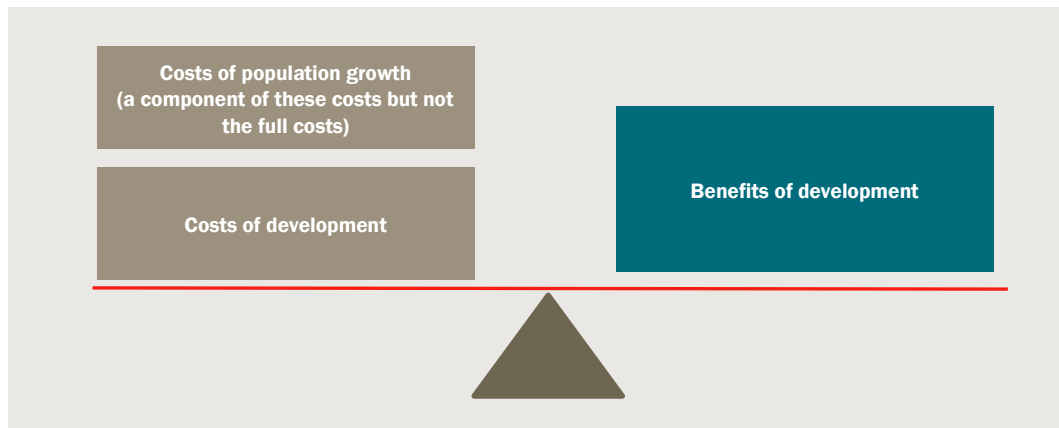 Costs of population growth
(a component of these costs but not
the full costs)
Costs of development
Benefits of development